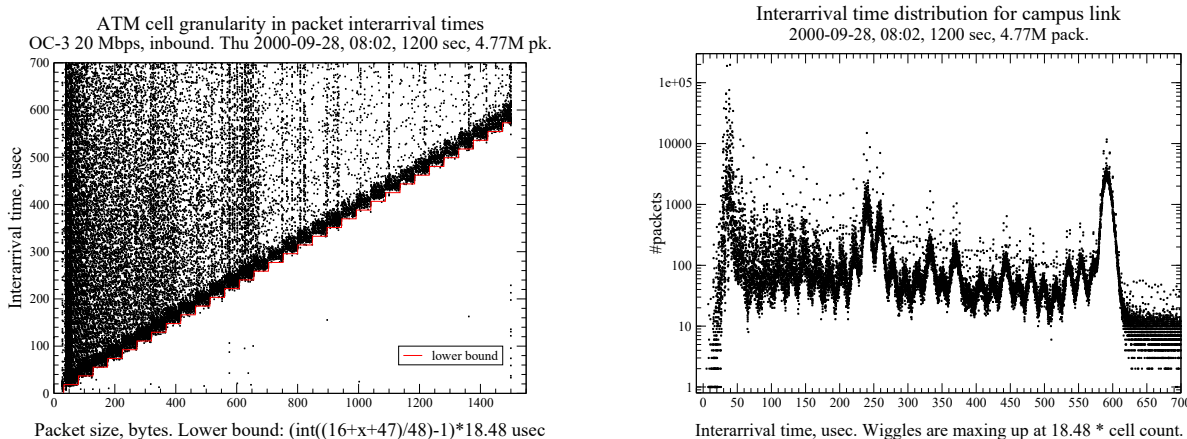 ATM cell granularity in packet interarrival times
OC-3 20 Mbps, inbound. Thu 2000-09-28, 08:02, 1200 sec, 4.77M pk.
700
600
500
400
300
200
100
0
Interarrival time, usec
lower bound
0 200 400 600 800 1000 1200 1400
Packet size, bytes. Lower bound: (int((16+x+47)/48)-1)*18.48 usec
Interarrival time distribution for campus link
2000-09-28, 08:02, 1200 sec, 4.77M pack.
1e+05
10000
1000
100
10
1
#packets
0 50 100 150 200 250 300 350 400 450 500 550 600 650 700
Interarrival time, usec. Wiggles are maxing up at 18.48 * cell count.